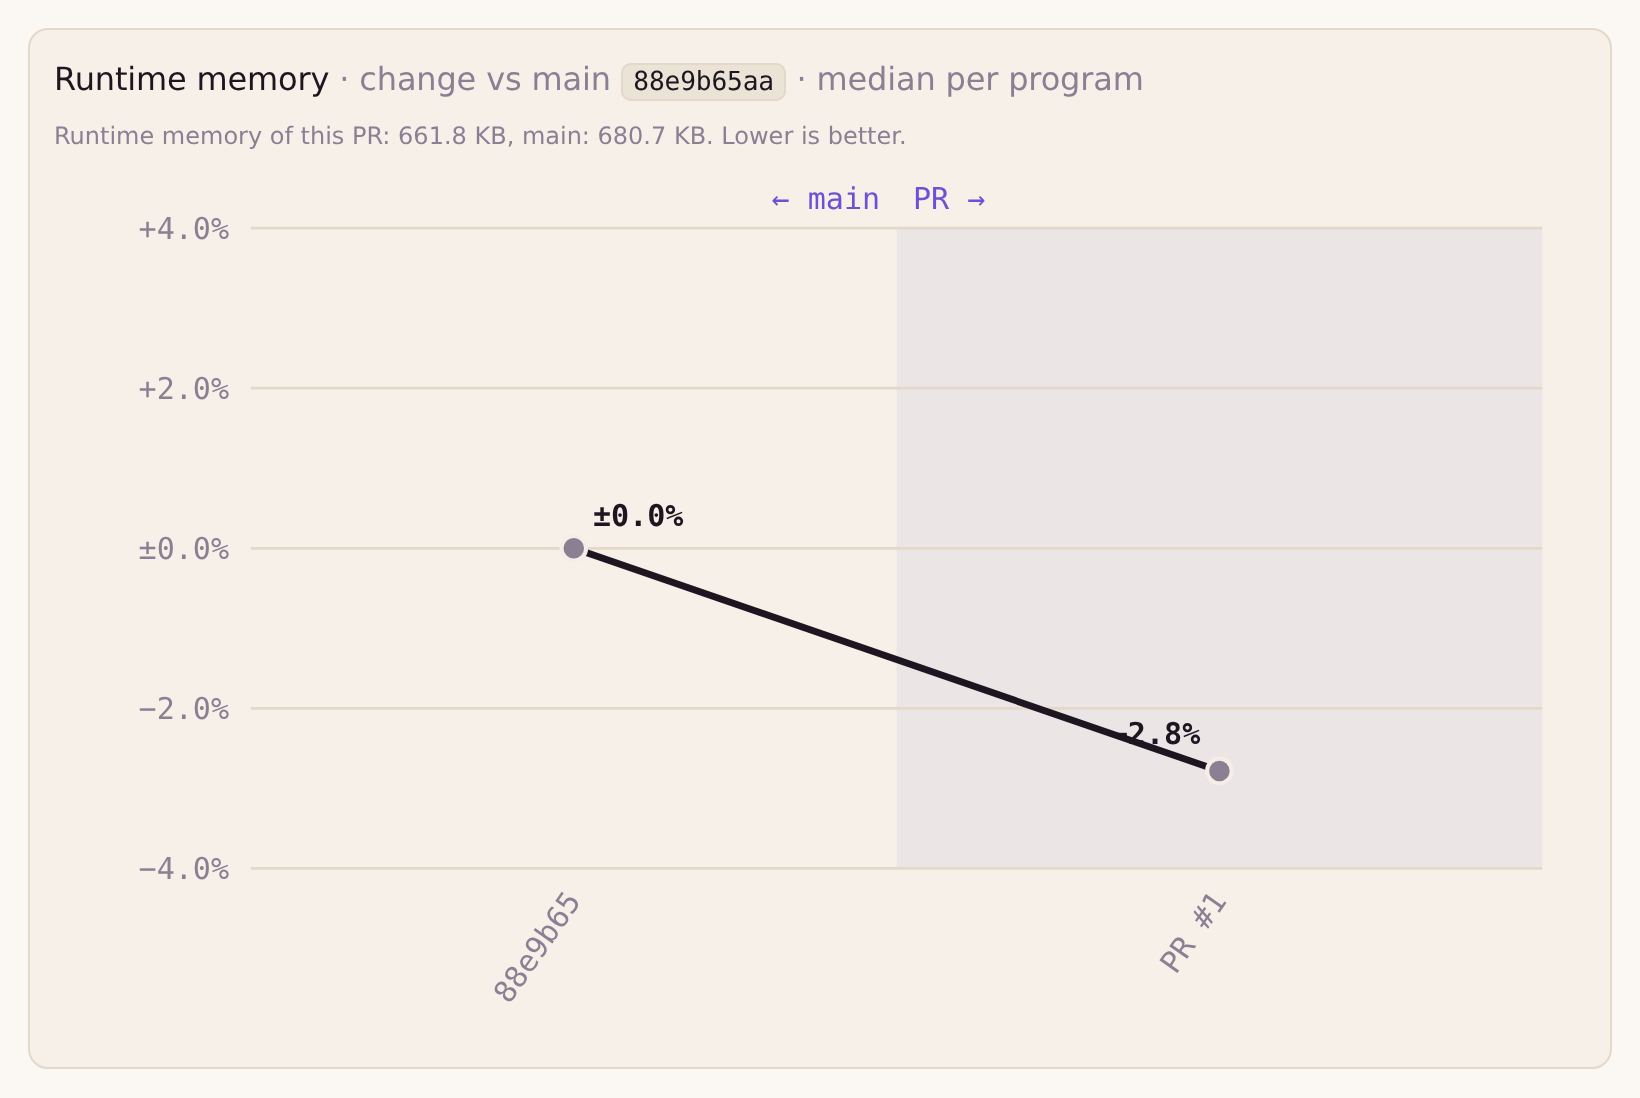 Runtime memory · change vs main 88e9b65aa · median per program
Runtime memory of this PR: 661.8 KB, main: 680.7 KB. Lower is better.
← main PR →
+4.0%
+2.0%
±0.0%
±0.0%
−2.0%
−2.8%
−4.0%
88e9b65
PR #1